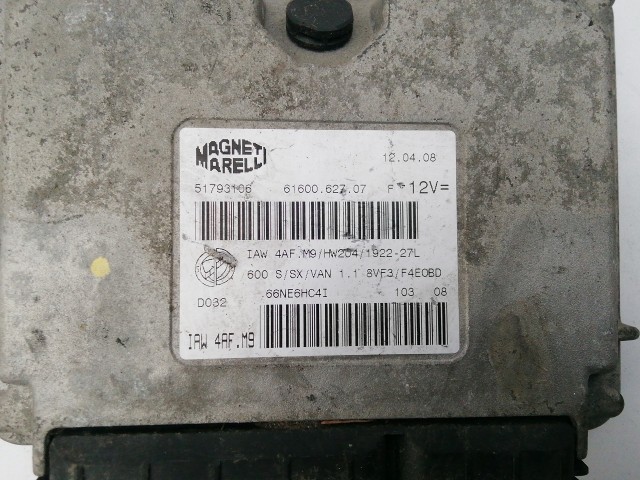 MAGNETI
MARELLI
12.04.08
51793106 61600.627.07 F 12V=
IAW 4AF.M9/HW204/1922-27L
600 S/SX/VAN 1.1 8VF3/F4EOBD
D032 .66NE6HC4I 103 08
IAW 4AF.M9